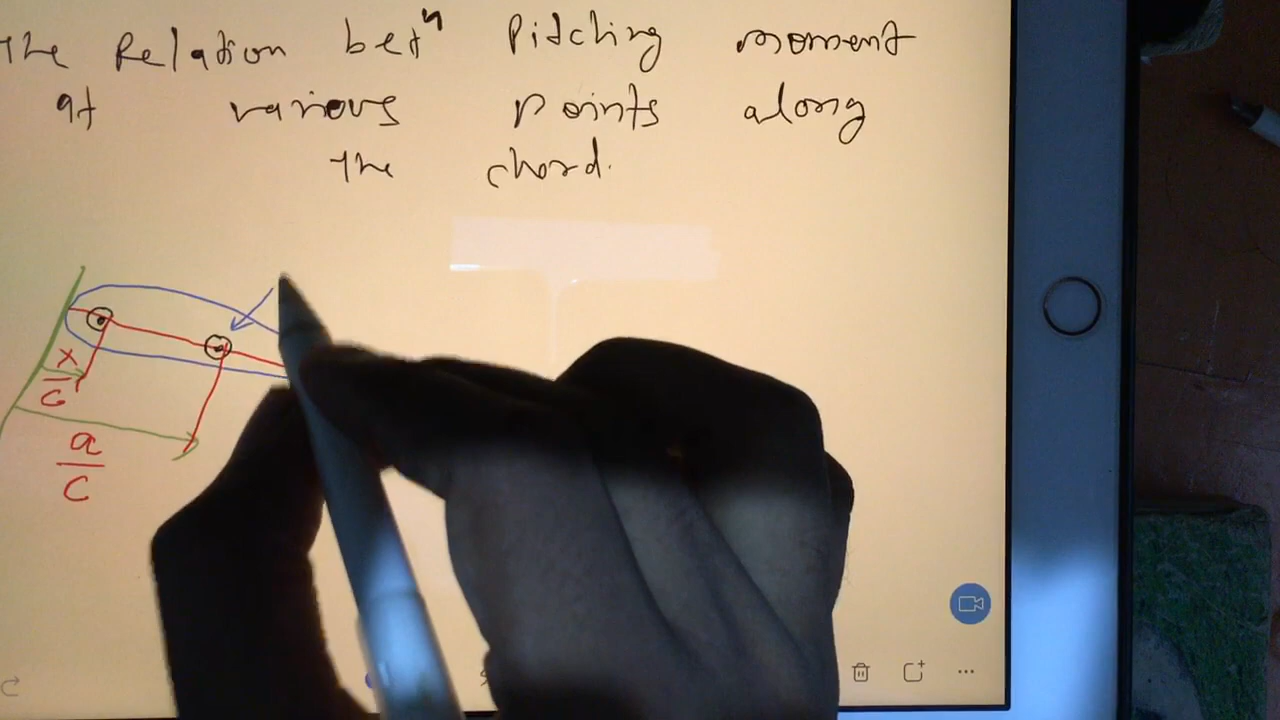 The Relation betⁿ Pitching moment
at various points along
the chord.
x
c
a
c